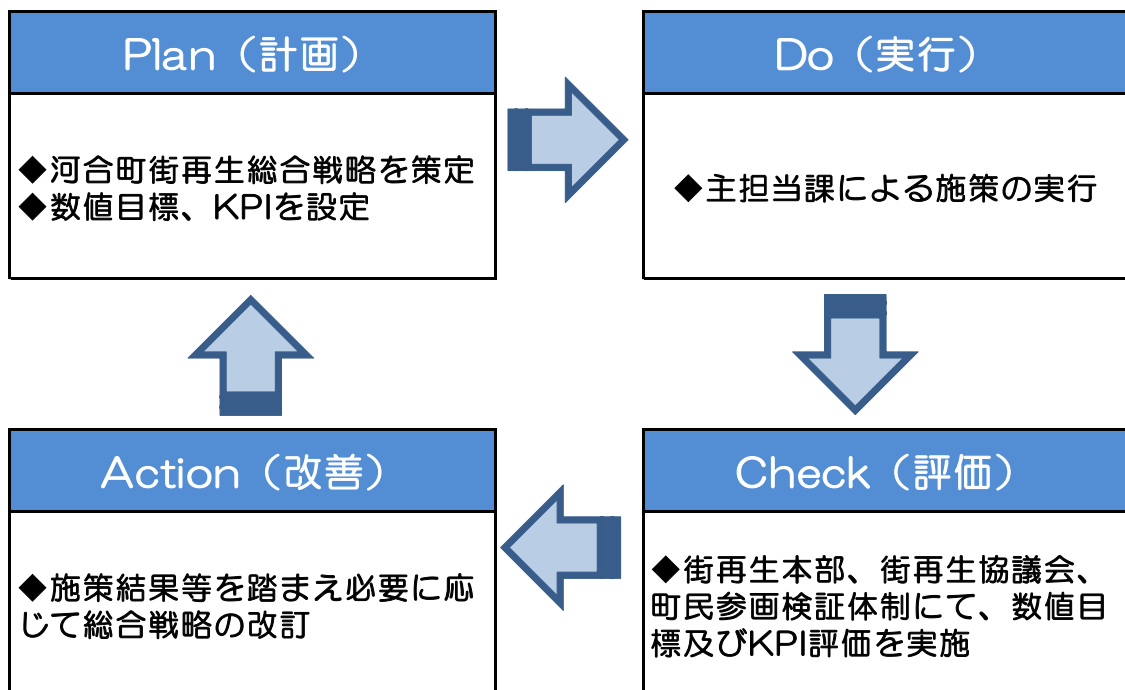 Plan（計画）
◆河合町街再生総合戦略を策定
◆数値目標、KPIを設定
Do（実行）
◆主担当課による施策の実行
Check（評価）
◆街再生本部、街再生協議会、
町民参画検証体制にて、数値目
標及びKPI評価を実施
Action（改善）
◆施策結果等を踏まえ必要に応
じて総合戦略の改訂